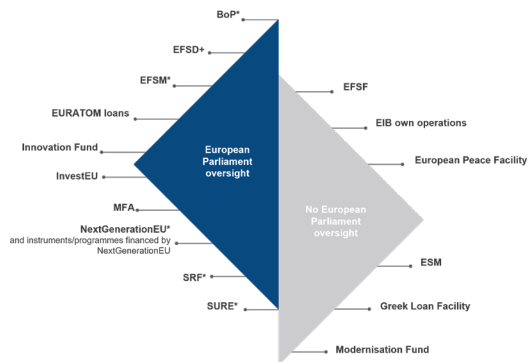 BoP*
EFSD+
EFSM*
EURATOM loans
Innovation Fund
InvestEU
MFA
NextGenerationEU*
and instruments/programmes financed by
NextGenerationEU
SRF*
SURE*
European
Parliament
oversight
EFSF
EIB own operations
European Peace Facility
No European
Parliament
oversight
ESM
Greek Loan Facility
Modernisation Fund